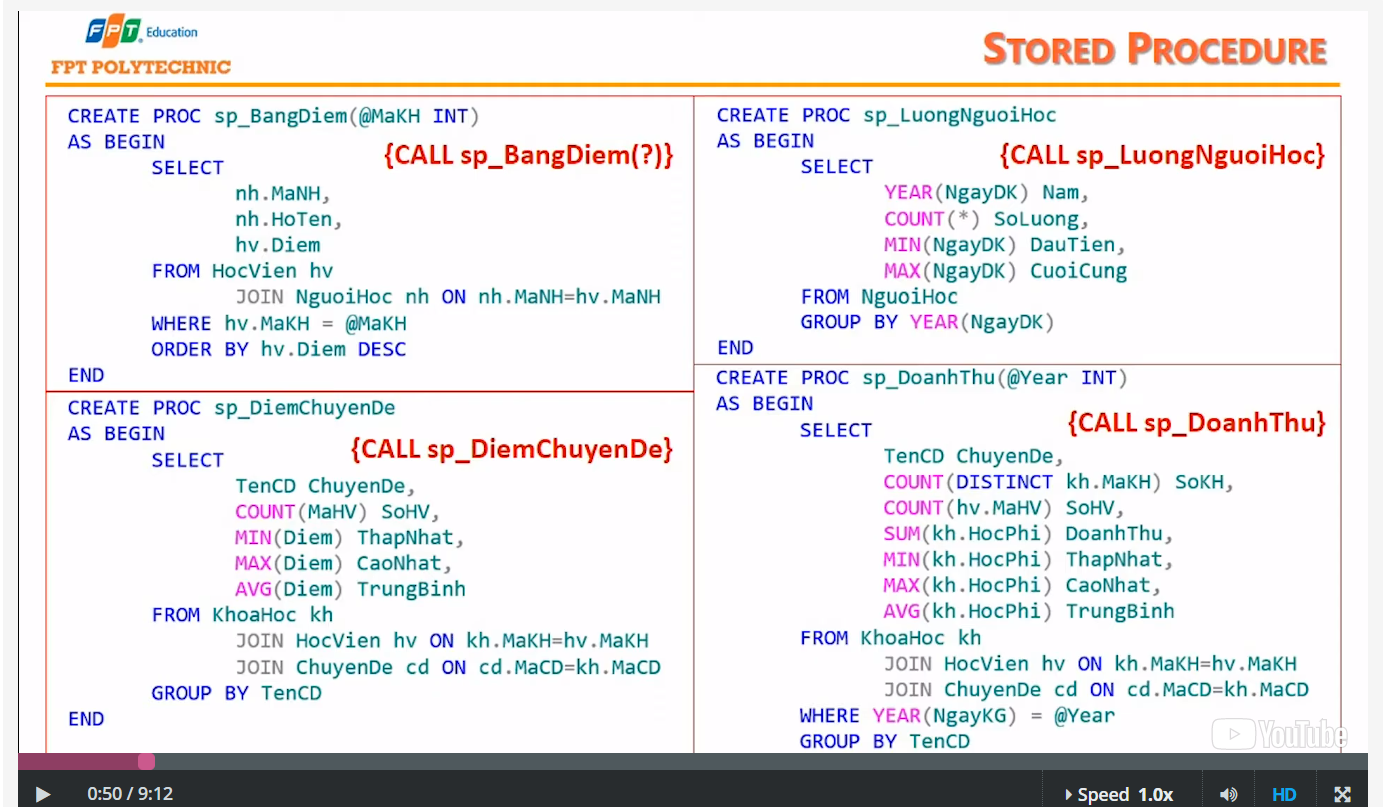 FPT Education
FPT POLYTECHNIC
STORED PROCEDURE
CREATE PROC sp_BangDiem(@MaKH INT)
AS BEGIN
{CALL sp_BangDiem(?)}
SELECT
nh.MaNH,
nh.HoTen,
hv.Diem
FROM HocVien hv
JOIN NguoiHoc nh ON nh.MaNH=hv.MaNH
WHERE hv.MaKH = @MaKH
ORDER BY hv.Diem DESC
END
CREATE PROC sp_DiemChuyenDe
AS BEGIN
{CALL sp_DiemChuyenDe}
SELECT
TenCD ChuyenDe,
COUNT(MaHV) SoHV,
MIN(Diem) ThapNhat,
MAX(Diem) CaoNhat,
AVG(Diem) TrungBinh
FROM KhoaHoc kh
JOIN HocVien hv ON kh.MaKH=hv.MaKH
JOIN ChuyenDe cd ON cd.MaCD=kh.MaCD
GROUP BY TenCD
END
CREATE PROC sp_LuongNguoiHoc
AS BEGIN
{CALL sp_LuongNguoiHoc}
SELECT
YEAR(NgayDK) Nam,
COUNT(*) SoLuong,
MIN(NgayDK) DauTien,
MAX(NgayDK) CuoiCung
FROM NguoiHoc
GROUP BY YEAR(NgayDK)
END
CREATE PROC sp_DoanhThu(@Year INT)
AS BEGIN
{CALL sp_DoanhThu}
SELECT
TenCD ChuyenDe,
COUNT(DISTINCT kh.MaKH) SoKH,
COUNT(hv.MaHV) SoHV,
SUM(kh.HocPhi) DoanhThu,
MIN(kh.HocPhi) ThapNhat,
MAX(kh.HocPhi) CaoNhat,
AVG(kh.HocPhi) TrungBinh
FROM KhoaHoc kh
JOIN HocVien hv ON kh.MaKH=hv.MaKH
JOIN ChuyenDe cd ON cd.MaCD=kh.MaCD
WHERE YEAR(NgayKG) = @Year
GROUP BY TenCD
YouTube
0:50 / 9:12
Speed 1.0x
HD